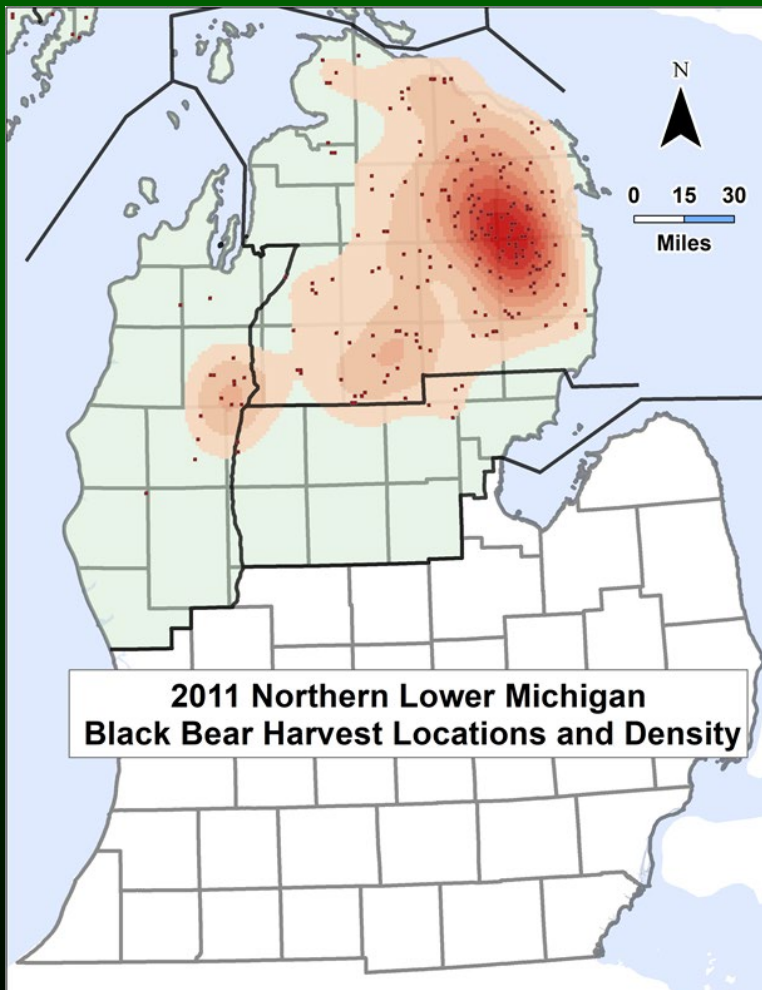 N
0 15 30
Miles
2011 Northern Lower Michigan
Black Bear Harvest Locations and Density